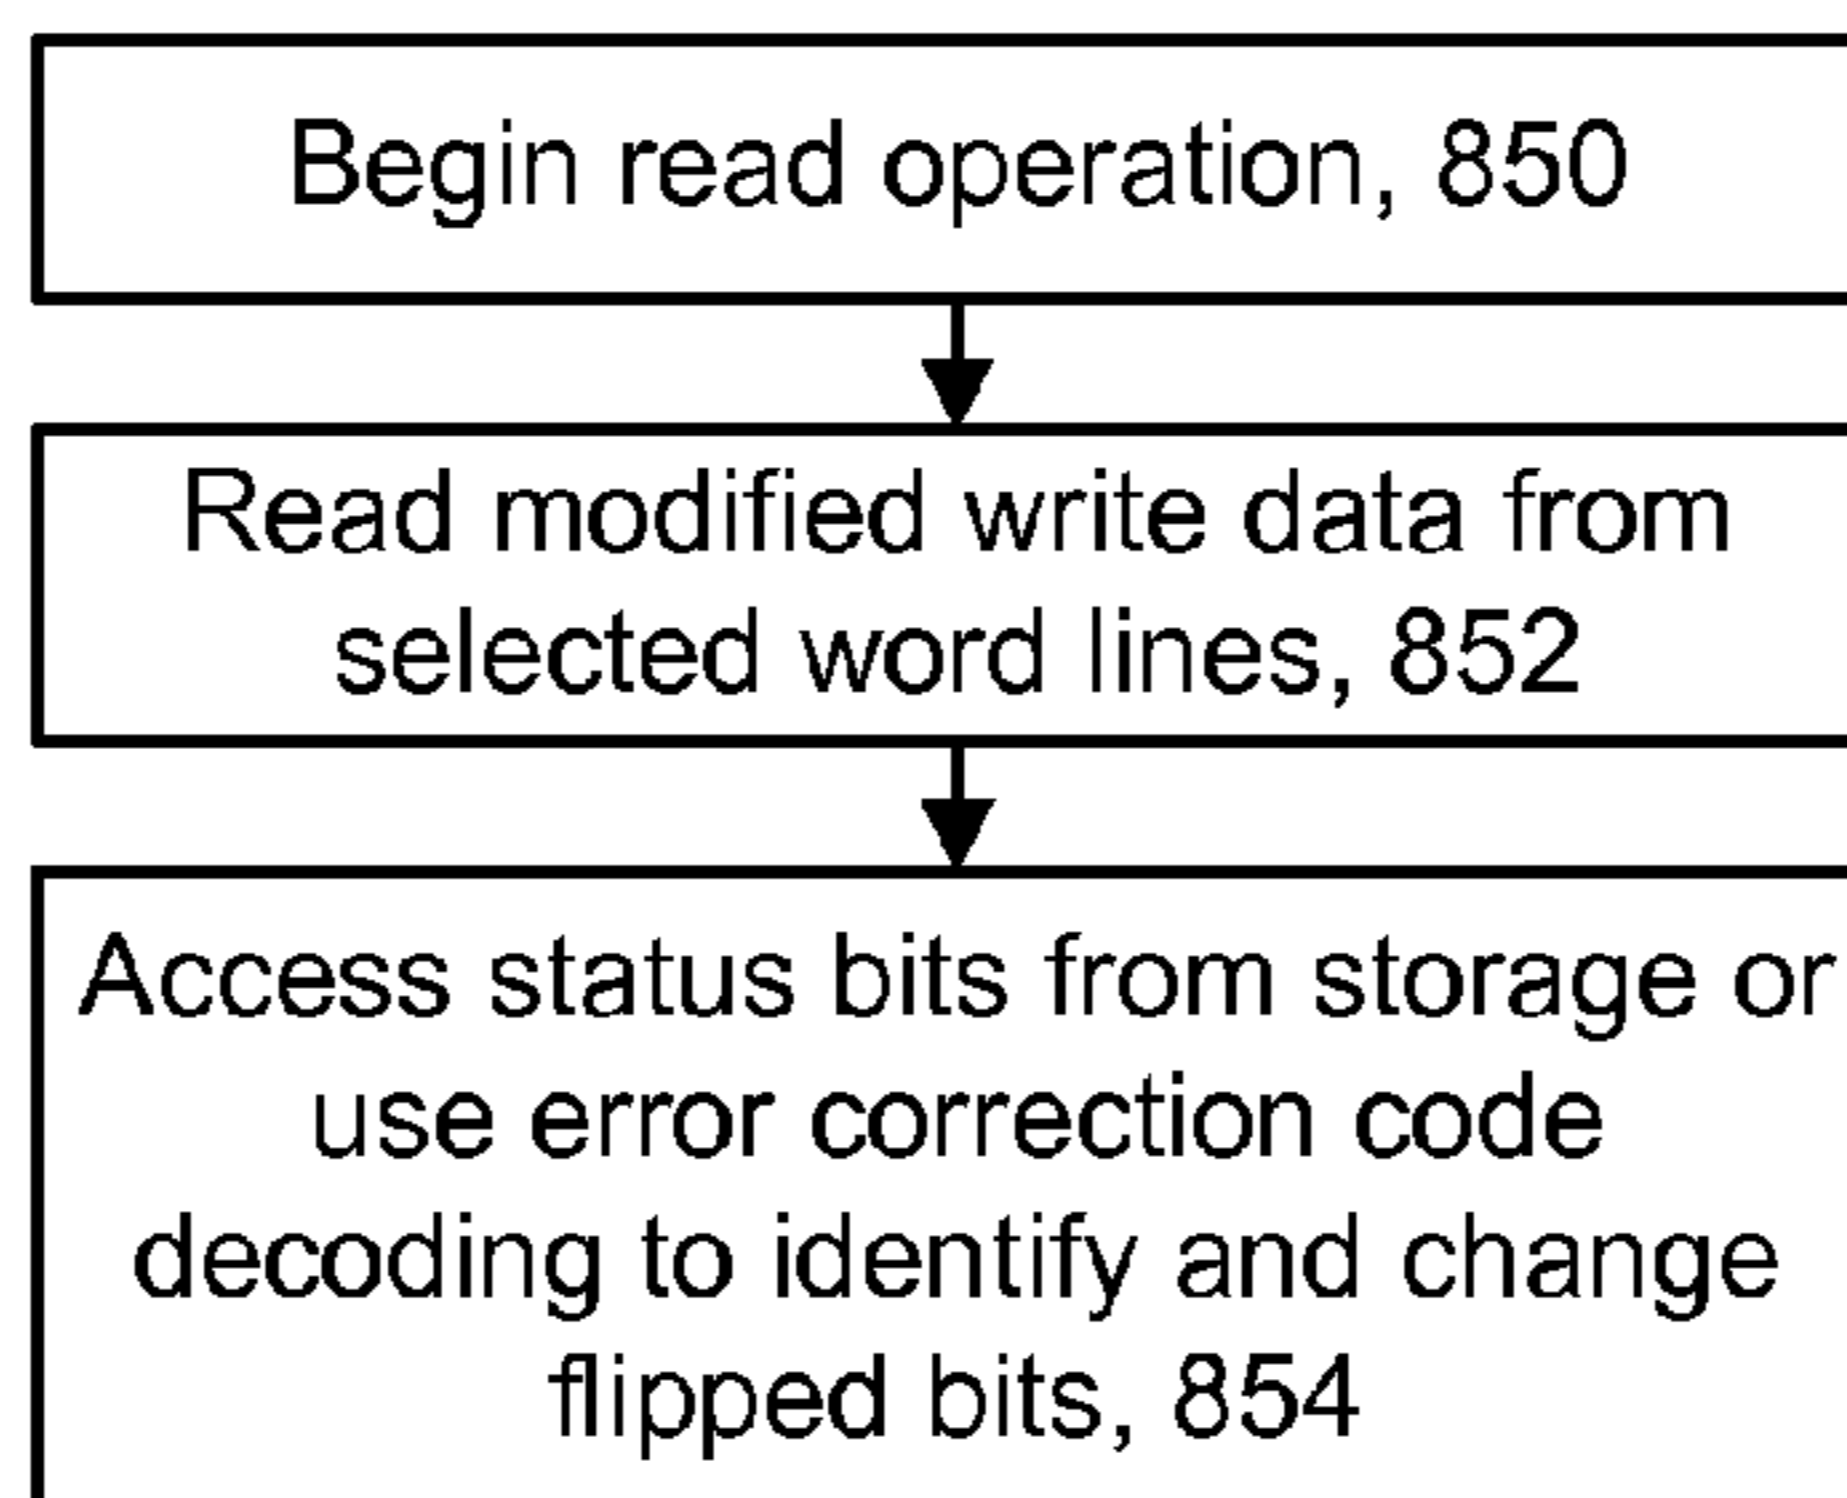 Begin read operation, 850
Read modified write data from
selected word lines, 852
Access status bits from storage or
use error correction code
decoding to identify and change
flipped bits, 854